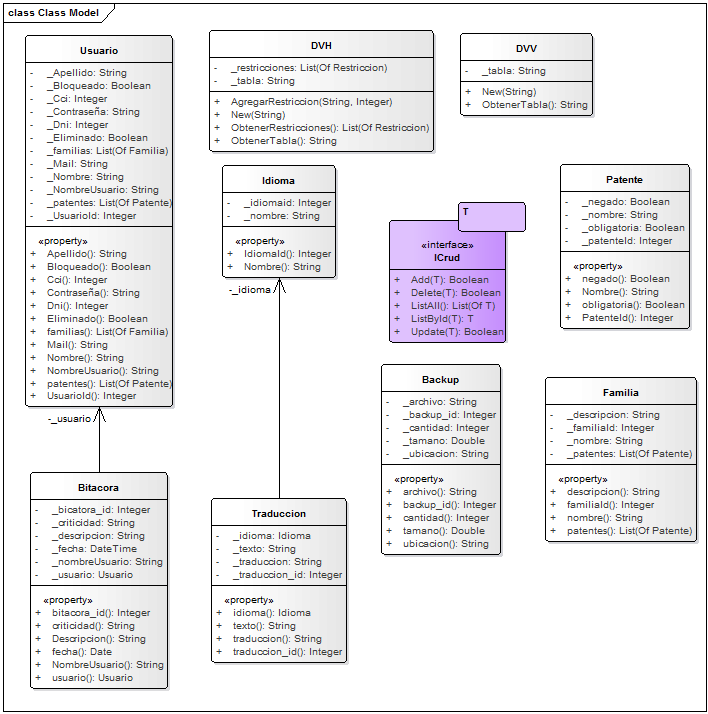 class Class Model
Usuario
- _Apellido: String
- _Bloqueado: Boolean
- _Cci: Integer
- _Contraseña: String
- _Dni: Integer
- _Eliminado: Boolean
- _familias: List(Of Familia)
- _Mail: String
- _Nombre: String
- _NombreUsuario: String
- _patentes: List(Of Patente)
- _UsuarioId: Integer
«property»
+ Apellido(): String
+ Bloqueado(): Boolean
+ Cci(): Integer
+ Contraseña(): String
+ Dni(): Integer
+ Eliminado(): Boolean
+ familias(): List(Of Familia)
+ Mail(): String
+ Nombre(): String
+ NombreUsuario(): String
+ patentes(): List(Of Patente)
+ UsuarioId(): Integer
DVH
- _restricciones: List(Of Restriccion)
- _tabla: String
+ AgregarRestriccion(String, Integer)
+ New(String)
+ ObtenerRestricciones(): List(Of Restriccion)
+ ObtenerTabla(): String
DVV
- _tabla: String
+ New(String)
+ ObtenerTabla(): String
Idioma
- _idiomaid: Integer
- _nombre: String
«property»
+ IdiomaId(): Integer
+ Nombre(): String
T
«interface»
ICrud
+ Add(T): Boolean
+ Delete(T): Boolean
+ ListAll(): List(Of T)
+ ListById(T): T
+ Update(T): Boolean
Patente
- _negado: Boolean
- _nombre: String
- _obligatoria: Boolean
- _patenteId: Integer
«property»
+ negado(): Boolean
+ Nombre(): String
+ obligatoria(): Boolean
+ PatenteId(): Integer
-_idioma
-_usuario
Backup
- _archivo: String
- _backup_id: Integer
- _cantidad: Integer
- _tamano: Double
- _ubicacion: String
«property»
+ archivo(): String
+ backup_id(): Integer
+ cantidad(): Integer
+ tamano(): Double
+ ubicacion(): String
Familia
- _descripcion: String
- _familiaId: Integer
- _nombre: String
- _patentes: List(Of Patente)
«property»
+ descripcion(): String
+ familiaId(): Integer
+ nombre(): String
+ patentes(): List(Of Patente)
Bitacora
- _bicatora_id: Integer
- _criticidad: String
- _descripcion: String
- _fecha: DateTime
- _nombreUsuario: String
- _usuario: Usuario
«property»
+ bitacora_id(): Integer
+ criticidad(): String
+ Descripcion(): String
+ fecha(): Date
+ NombreUsuario(): String
+ usuario(): Usuario
Traduccion
- _idioma: Idioma
- _texto: String
- _traduccion: String
- _traduccion_id: Integer
«property»
+ idioma(): Idioma
+ texto(): String
+ traduccion(): String
+ traduccion_id(): Integer